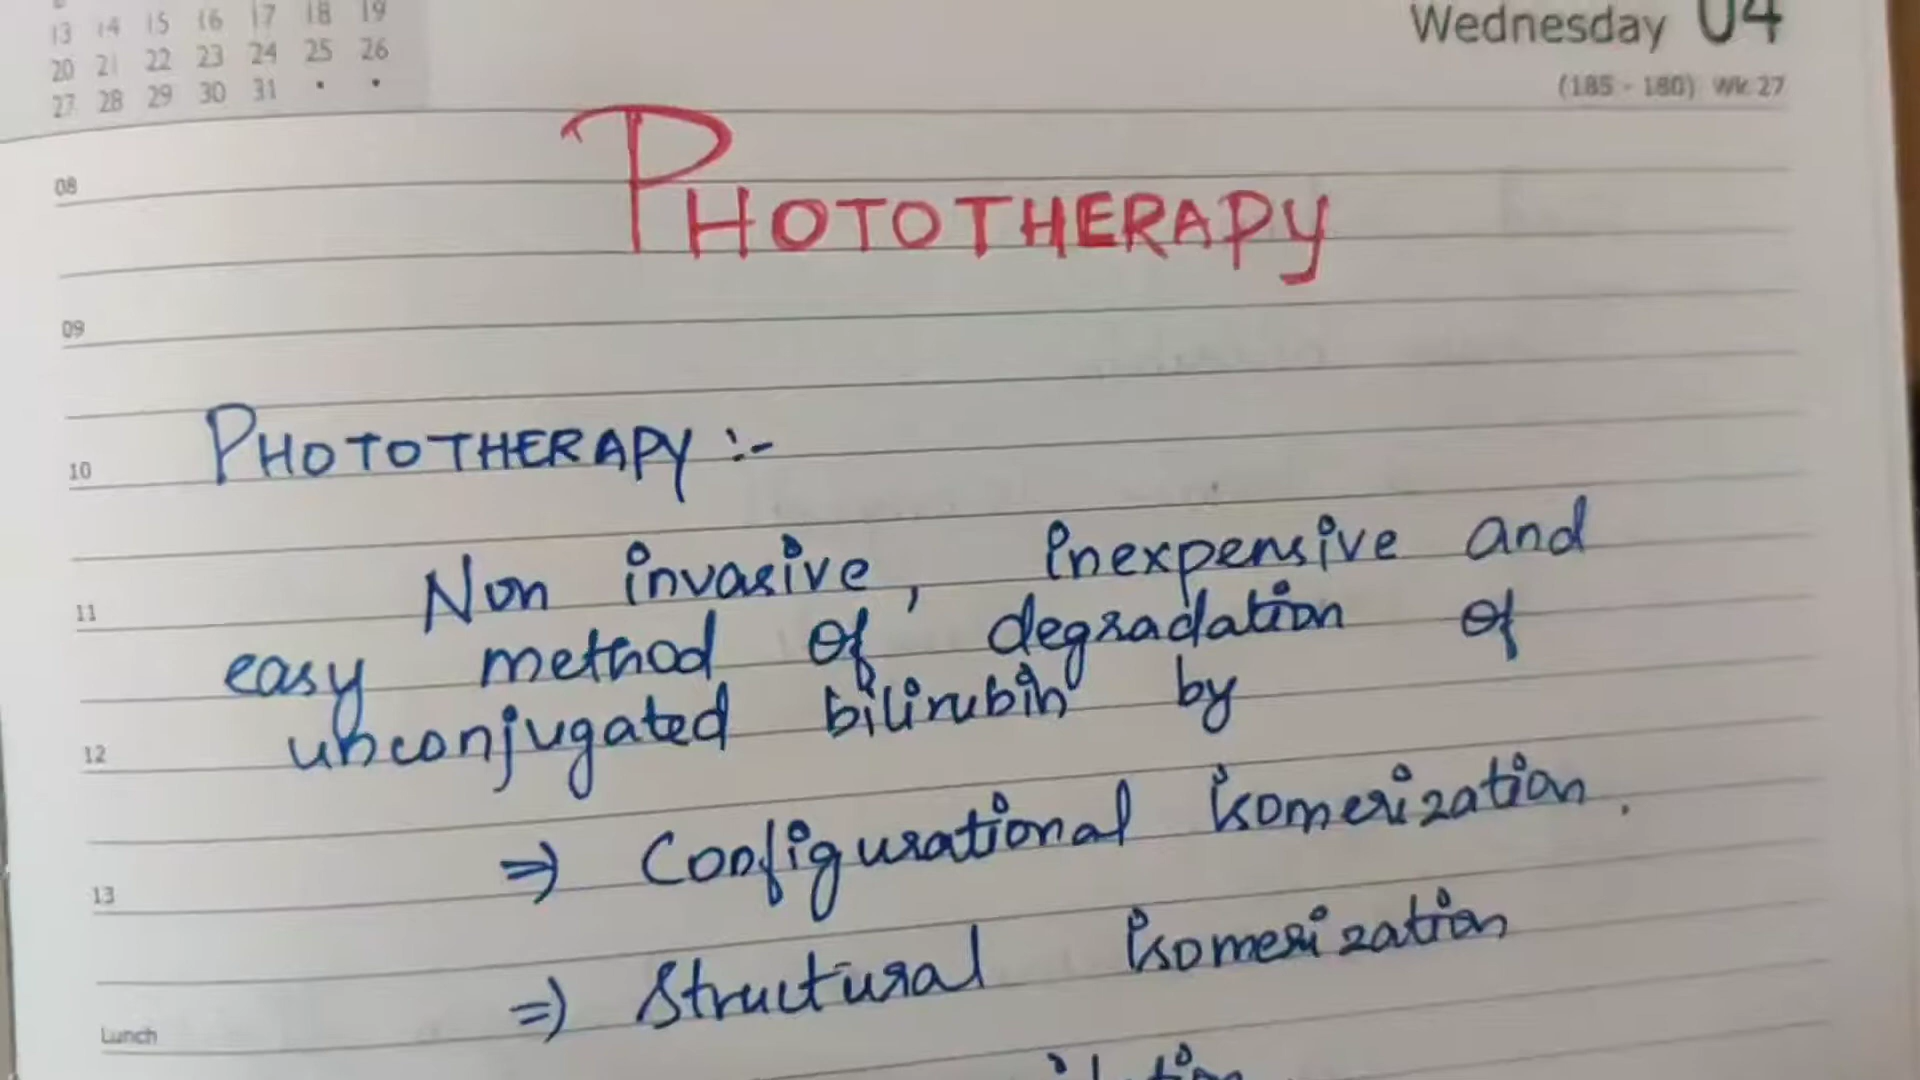 13 14 15 16 17 18 19
20 21 22 23 24 25 26
27 28 29 30 31 • •
Wednesday 04
(185 - 180) Wk 27
08
PHOTOTHERAPY
09
10 PHOTOTHERAPY :-
11 Non invasive, inexpensive and
easy method of degradation of
12 unconjugated bilirubin by
⇒ Configurational isomerization.
13
⇒ Structural isomerization
Lunch